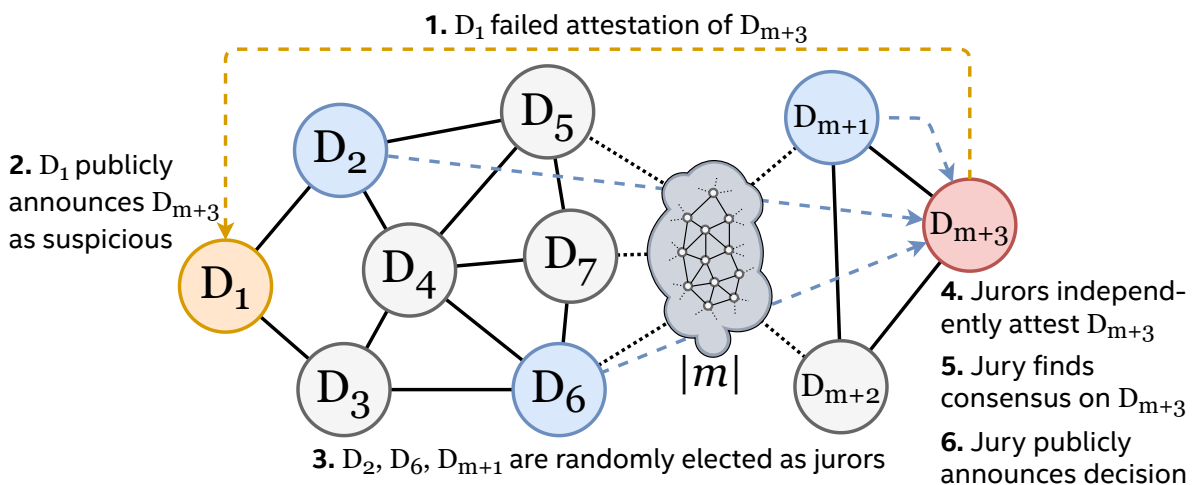 1. D₁ failed attestation of Dₘ₊₃
2. D₁ publicly
announces Dₘ₊₃
as suspicious
D₁
D₂
D₃
D₄
D₅
D₆
D₇
|m|
Dₘ₊₁
Dₘ₊₂
Dₘ₊₃
3. D₂, D₆, Dₘ₊₁ are randomly elected as jurors
4. Jurors independ-
ently attest Dₘ₊₃
5. Jury finds
consensus on Dₘ₊₃
6. Jury publicly
announces decision